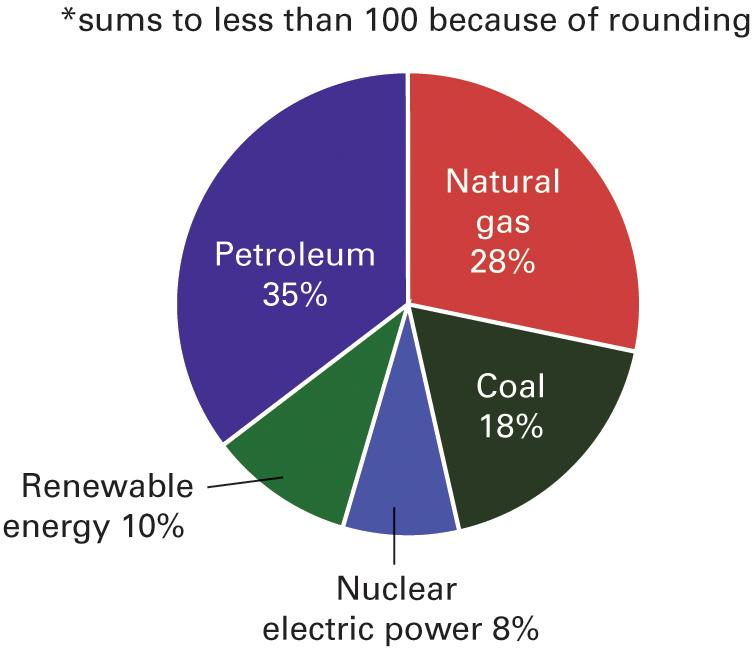 *sums to less than 100 because of rounding
Natural
gas
28%
Petroleum
35%
Coal
18%
Renewable
energy 10%
Nuclear
electric power 8%